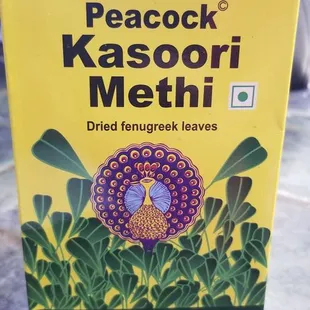 Peacock©
Kasoori
Methi
Dried fenugreek leaves